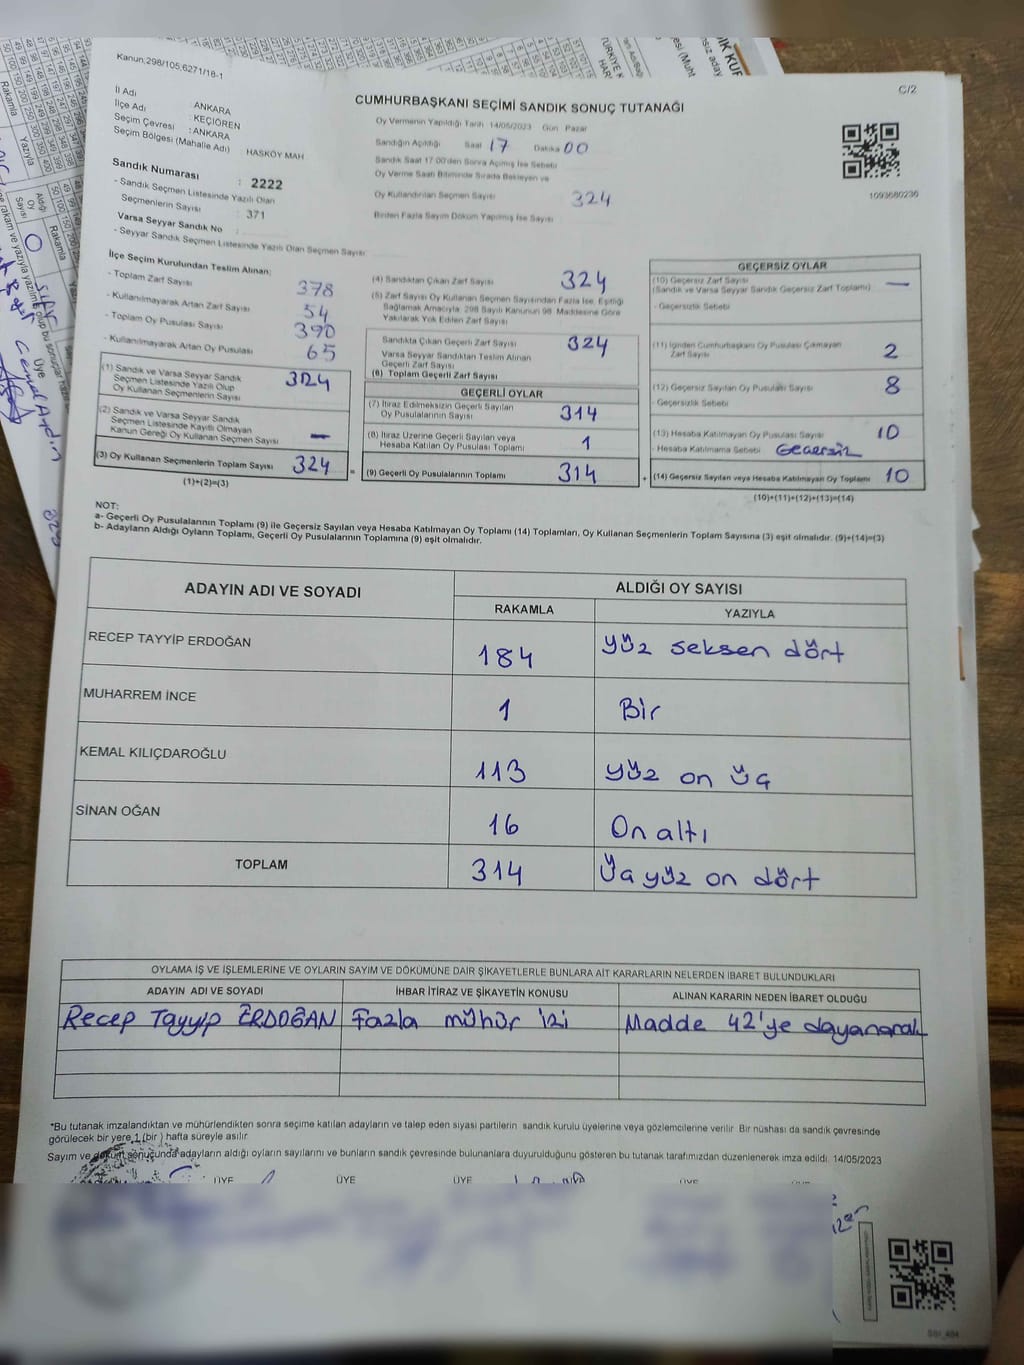 C/2
Kanun;298/105,6271/18-1
CUMHURBAŞKANI SEÇİMİ SANDIK SONUÇ TUTANAĞI
İl Adı : ANKARA
İlçe Adı : KEÇİÖREN
Seçim Çevresi : ANKARA
Seçim Bölgesi (Mahalle Adı) : HASKÖY MAH
Sandık Numarası : 2222
- Sandık Seçmen Listesinde Yazılı Olan
Seçmenlerin Sayısı : 371
Varsa Seyyar Sandık No :
- Seyyar Sandık Seçmen Listesinde Yazılı Olan Seçmen Sayısı
Oy Vermenin Yapıldığı Tarih 14/05/2023 Gün Pazar
Sandığın Açıldığı Saat 17 Dakika 00
Sandık Saat 17.00'den Sonra Açılmış İse Sebebi
Oy Verme Saati Bitiminde Sırada Bekleyen ve
Oy Kullandırılan Seçmen Sayısı 324
Birden Fazla Sayım Döküm Yapılmış İse Sayısı
1093680236
İlçe Seçim Kurulundan Teslim Alınan:
- Toplam Zarf Sayısı 378
- Kullanılmayarak Artan Zarf Sayısı 54
- Toplam Oy Pusulası Sayısı 390
- Kullanılmayarak Artan Oy Pusulası 65
(1) Sandık ve Varsa Seyyar Sandık
Seçmen Listesinde Yazılı Olup
Oy Kullanan Seçmenlerin Sayısı 324
(2) Sandık ve Varsa Seyyar Sandık
Seçmen Listesinde Kayıtlı Olmayan
Kanun Gereği Oy Kullanan Seçmen Sayısı —
(3) Oy Kullanan Seçmenlerin Toplam Sayısı 324
(1)+(2)=(3)
(4) Sandıktan Çıkan Zarf Sayısı 324
(5) Zarf Sayısı Oy Kullanan Seçmen Sayısından Fazla İse, Eşitliği
Sağlamak Amacıyla, 298 Sayılı Kanunun 98. Maddesine Göre
Yakılarak Yok Edilen Zarf Sayısı
Sandıkta Çıkan Geçerli Zarf Sayısı 324
Varsa Seyyar Sandıktan Teslim Alınan
Geçerli Zarf Sayısı
(6) Toplam Geçerli Zarf Sayısı
GEÇERLİ OYLAR
(7) İtiraz Edilmeksizin Geçerli Sayılan
Oy Pusulalarının Sayısı 314
(8) İtiraz Üzerine Geçerli Sayılan veya
Hesaba Katılan Oy Pusulası Toplamı 1
= (9) Geçerli Oy Pusulalarının Toplamı 314
GEÇERSİZ OYLAR
(10) Geçersiz Zarf Sayısı
(Sandık ve Varsa Seyyar Sandık Geçersiz Zarf Toplamı) —
- Geçersizlik Sebebi
(11) İçinden Cumhurbaşkanı Oy Pusulası Çıkmayan
Zarf Sayısı 2
(12) Geçersiz Sayılan Oy Pusulası Sayısı 8
- Geçersizlik Sebebi
(13) Hesaba Katılmayan Oy Pusulası Sayısı 10
- Hesaba Katılmama Sebebi Geçersiz
+ (14) Geçersiz Sayılan veya Hesaba Katılmayan Oy Toplamı 10
(10)+(11)+(12)+(13)=(14)
NOT:
a- Geçerli Oy Pusulalarının Toplamı (9) ile Geçersiz Sayılan veya Hesaba Katılmayan Oy Toplamı (14) Toplamları, Oy Kullanan Seçmenlerin Toplam Sayısına (3) eşit olmalıdır. (9)+(14)=(3)
b- Adayların Aldığı Oyların Toplamı, Geçerli Oy Pusulalarının Toplamına (9) eşit olmalıdır.
ADAYIN ADI VE SOYADI ALDIĞI OY SAYISI
RAKAMLA YAZIYLA
RECEP TAYYİP ERDOĞAN 184 yüz seksen dört
MUHARREM İNCE 1 Bir
KEMAL KILIÇDAROĞLU 113 yüz on üç
SİNAN OĞAN 16 On altı
TOPLAM 314 Üç yüz on dört
OYLAMA İŞ VE İŞLEMLERİNE VE OYLARIN SAYIM VE DÖKÜMÜNE DAİR ŞİKAYETLERLE BUNLARA AİT KARARLARIN NELERDEN İBARET BULUNDUKLARI
ADAYIN ADI VE SOYADI İHBAR İTİRAZ VE ŞİKAYETİN KONUSU ALINAN KARARIN NEDEN İBARET OLDUĞU
Recep Tayyip ERDOĞAN Fazla mühür izi Madde 42'ye dayanarak
*Bu tutanak imzalandıktan ve mühürlendikten sonra seçime katılan adayların ve talep eden siyasi partilerin sandık kurulu üyelerine veya gözlemcilerine verilir. Bir nüshası da sandık çevresinde
görülecek bir yere 1 (bir) hafta süreyle asılır.
Sayım ve döküm sonucunda adayların aldığı oyların sayılarını ve bunların sandık çevresinde bulunanlara duyurulduğunu gösteren bu tutanak tarafımızdan düzenlenerek imza edildi. 14/05/2023
ÜYE ÜYE ÜYE